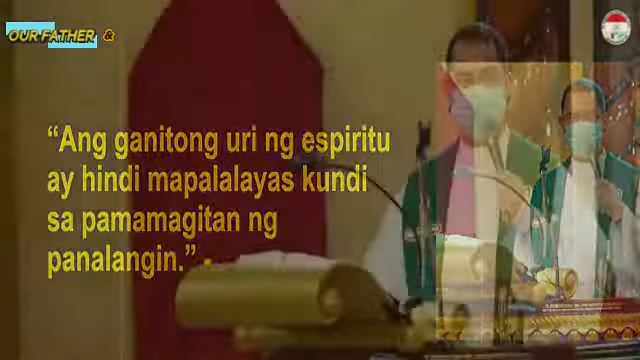 OUR FATHER &
“Ang ganitong uri ng espiritu
ay hindi mapalalayas kundi
sa pamamagitan ng
panalangin.”